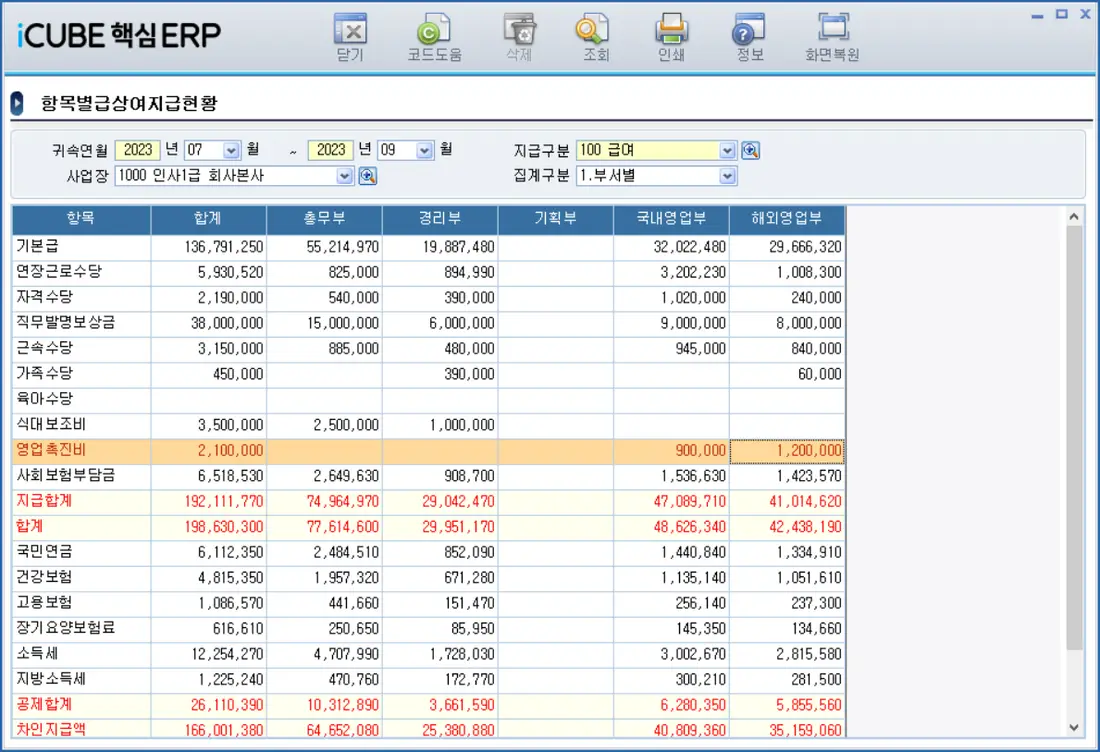 iCUBE 핵심ERP
닫기 코드도움 삭제 조회 인쇄 정보 화면복원
항목별급상여지급현황
귀속연월 2023 년 07 월 ~ 2023 년 09 월 지급구분 100 급여
사업장 1000 인사1급 회사본사 집계구분 1.부서별
항목 합계 총무부 경리부 기획부 국내영업부 해외영업부
기본급 136,791,250 55,214,970 19,887,480 32,022,480 29,666,320
연장근로수당 5,930,520 825,000 894,990 3,202,230 1,008,300
자격수당 2,190,000 540,000 390,000 1,020,000 240,000
직무발명보상금 38,000,000 15,000,000 6,000,000 9,000,000 8,000,000
근속수당 3,150,000 885,000 480,000 945,000 840,000
가족수당 450,000 390,000 60,000
육아수당
식대보조비 3,500,000 2,500,000 1,000,000
영업촉진비 2,100,000 900,000 1,200,000
사회보험부담금 6,518,530 2,649,630 908,700 1,536,630 1,423,570
지급합계 192,111,770 74,964,970 29,042,470 47,089,710 41,014,620
합계 198,630,300 77,614,600 29,951,170 48,626,340 42,438,190
국민연금 6,112,350 2,484,510 852,090 1,440,840 1,334,910
건강보험 4,815,350 1,957,320 671,280 1,135,140 1,051,610
고용보험 1,086,570 441,660 151,470 256,140 237,300
장기요양보험료 616,610 250,650 85,950 145,350 134,660
소득세 12,254,270 4,707,990 1,728,030 3,002,670 2,815,580
지방소득세 1,225,240 470,760 172,770 300,210 281,500
공제합계 26,110,390 10,312,890 3,661,590 6,280,350 5,855,560
차인지급액 166,001,380 64,652,080 25,380,880 40,809,360 35,159,060